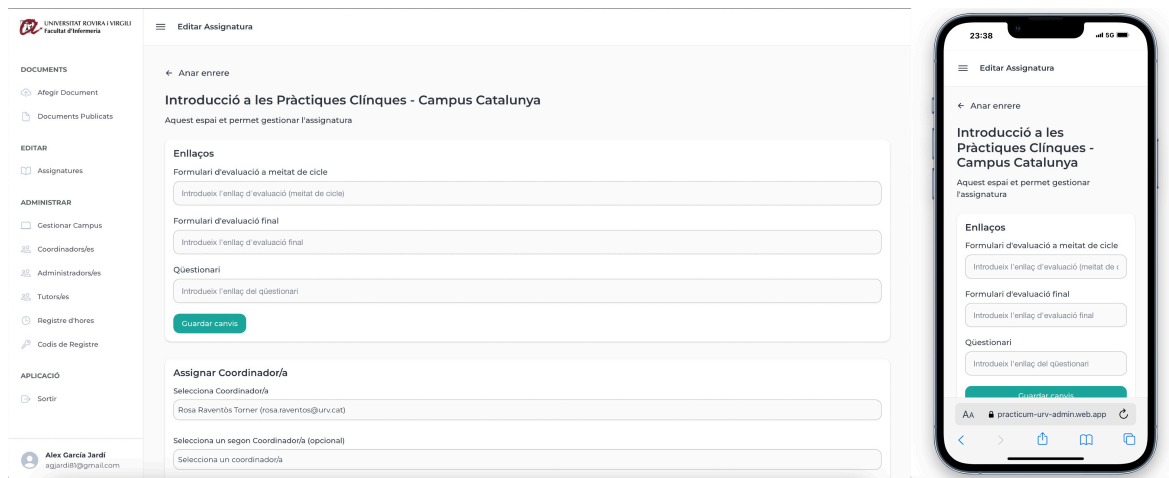 UNIVERSITAT ROVIRA i VIRGILI
Facultat d'Infermeria
DOCUMENTS
Afegir Document
Documents Publicats
EDITAR
Assignatures
ADMINISTRAR
Gestionar Campus
Coordinadors/es
Administradors/es
Tutors/es
Registre d'hores
Codis de Registre
APLICACIÓ
Sortir
Alex García Jardí
agjardi81@gmail.com
Editar Assignatura
← Anar enrere
Introducció a les Pràctiques Clínques - Campus Catalunya
Aquest espai et permet gestionar l'assignatura
Enllaços
Formulari d'evaluació a meitat de cicle
Introdueix l'enllaç d'evaluació (meitat de cicle)
Formulari d'evaluació final
Introdueix l'enllaç d'evaluació final
Qüestionari
Introdueix l'enllaç del qüestionari
Guardar canvis
Assignar Coordinador/a
Selecciona Coordinador/a
Rosa Raventòs Torner (rosa.raventos@urv.cat)
Selecciona un segon Coordinador/a (opcional)
Selecciona un coordinador/a
23:38
5G
Editar Assignatura
← Anar enrere
Introducció a les
Pràctiques Clínques -
Campus Catalunya
Aquest espai et permet gestionar
l'assignatura
Enllaços
Formulari d'evaluació a meitat de cicle
Introdueix l'enllaç d'evaluació (meitat de c
Formulari d'evaluació final
Introdueix l'enllaç d'evaluació final
Qüestionari
Introdueix l'enllaç del qüestionari
Guardar canvis
AA practicum-urv-admin.web.app